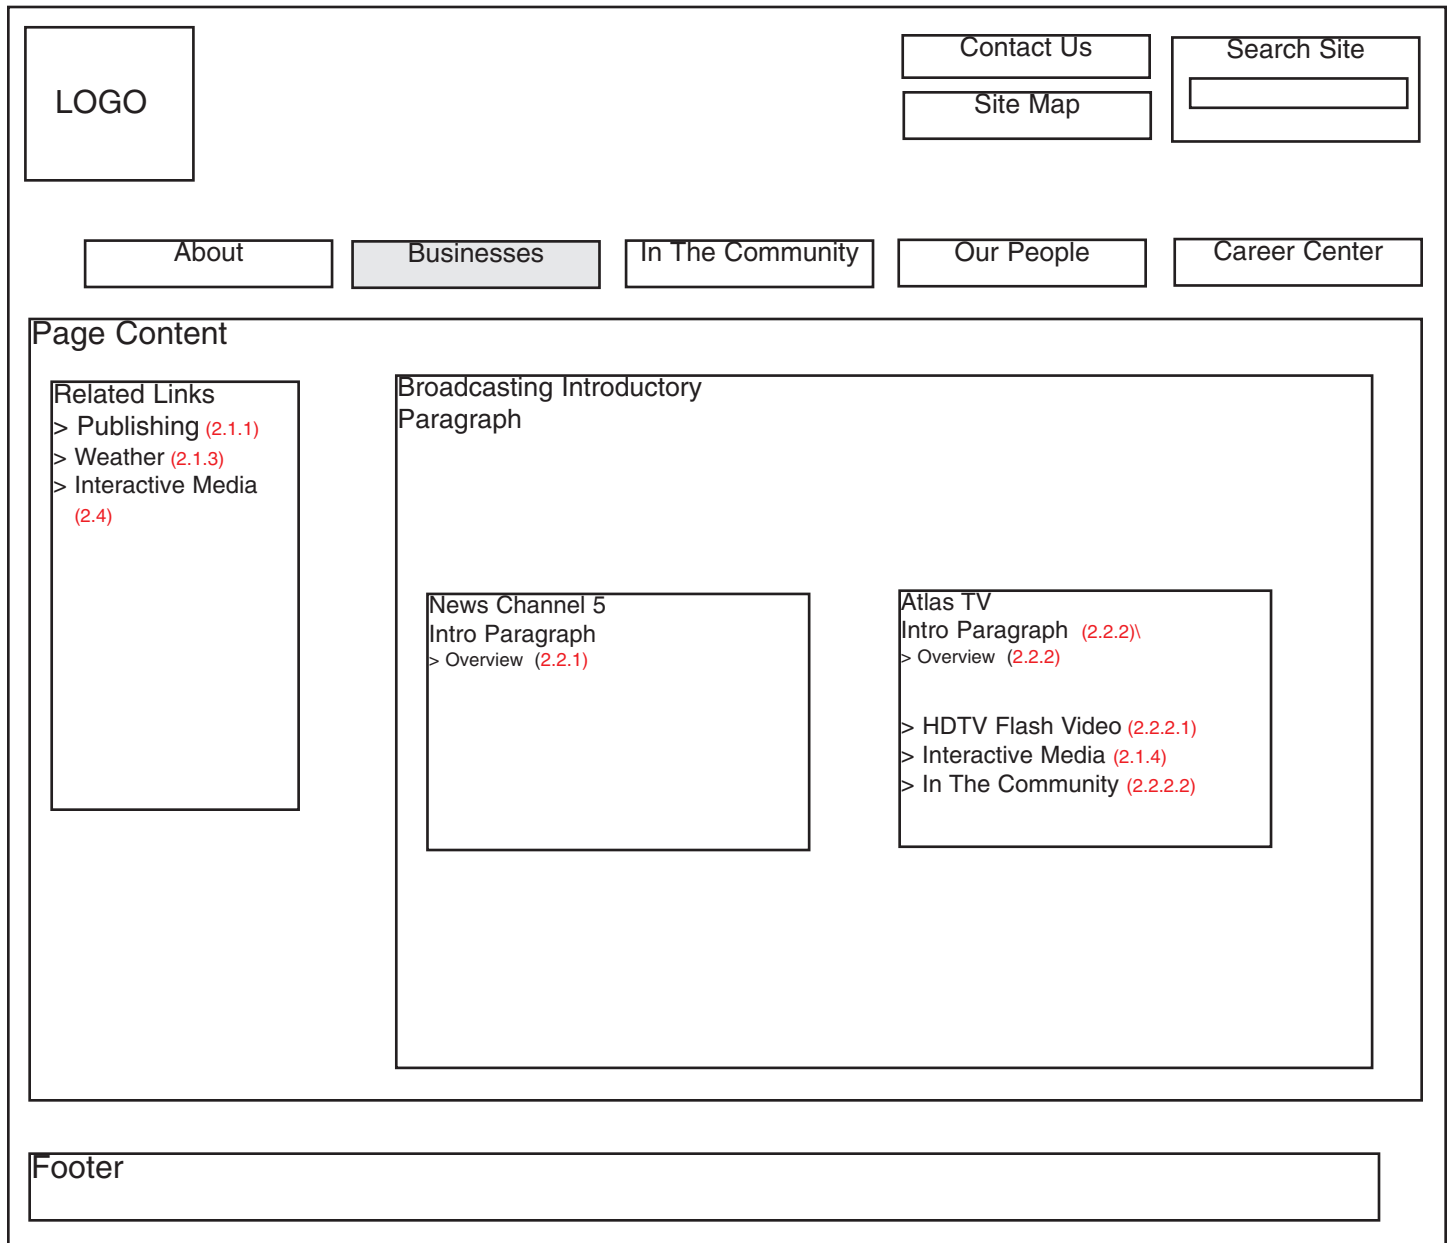 LOGO
Contact Us
Site Map
Search Site
About
Businesses
In The Community
Our People
Career Center
Page Content
Related Links
> Publishing (2.1.1)
> Weather (2.1.3)
> Interactive Media
(2.4)
Broadcasting Introductory
Paragraph
News Channel 5
Intro Paragraph
> Overview (2.2.1)
Atlas TV
Intro Paragraph (2.2.2)\
> Overview (2.2.2)
> HDTV Flash Video (2.2.2.1)
> Interactive Media (2.1.4)
> In The Community (2.2.2.2)
Footer